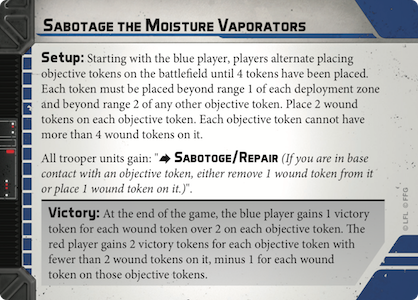 SABOTAGE THE MOISTURE VAPORATORS
Setup: Starting with the blue player, players alternate placing
objective tokens on the battlefield until 4 tokens have been placed.
Each token must be placed beyond range 1 of each deployment zone
and beyond range 2 of any other objective token. Place 2 wound
tokens on each objective token. Each objective token cannot have
more than 4 wound tokens on it.
All trooper units gain: "➔ SABOTOGE/REPAIR (If you are in base
contact with an objective token, either remove 1 wound token from it
or place 1 wound token on it.)".
Victory: At the end of the game, the blue player gains 1 victory
token for each wound token over 2 on each objective token. The
red player gains 2 victory tokens for each objective token with
fewer than 2 wound tokens on it, minus 1 for each wound
token on those objective tokens.
© LFL © FFG